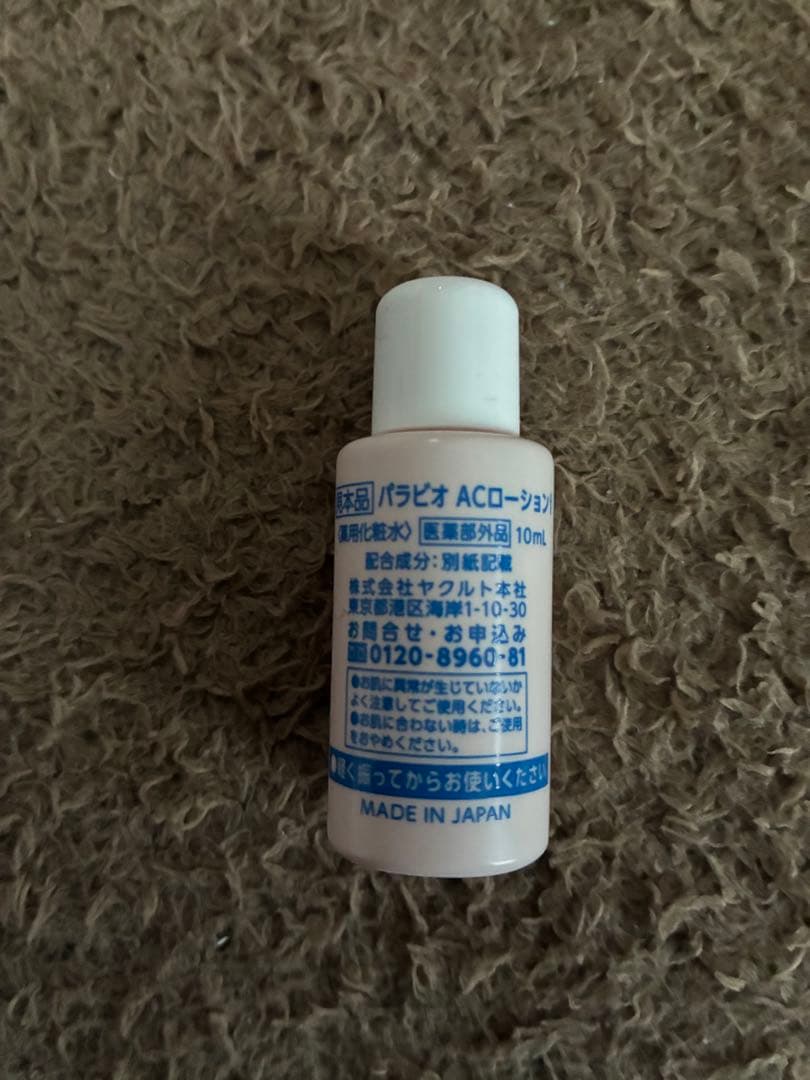 見本品 パラビオ ACローション
〈薬用化粧水〉 医薬部外品 10mL
配合成分：別紙記載
株式会社ヤクルト本社
東京都港区海岸1-10-30
お問合せ・お申込み
0120-8960-81
●お肌に異常が生じていないか
よく注意してご使用ください。
●お肌に合わない時は、ご使用
をおやめください。
●軽く振ってからお使いください
MADE IN JAPAN